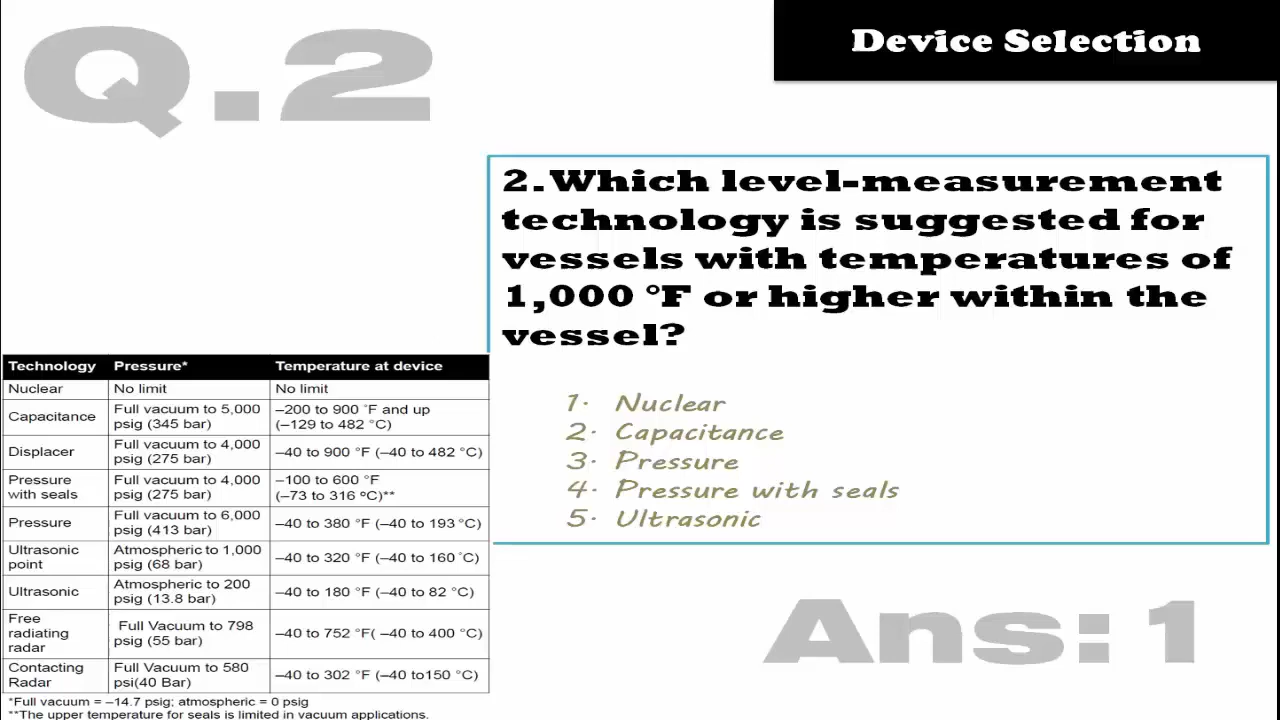 Q.2
Device Selection
2.Which level-measurement
technology is suggested for
vessels with temperatures of
1,000 °F or higher within the
vessel?
1. Nuclear
2. Capacitance
3. Pressure
4. Pressure with seals
5. Ultrasonic
Technology Pressure* Temperature at device
Nuclear No limit No limit
Capacitance Full vacuum to 5,000 psig (345 bar) –200 to 900 ˚F and up (–129 to 482 °C)
Displacer Full vacuum to 4,000 psig (275 bar) –40 to 900 °F (–40 to 482 °C)
Pressure with seals Full vacuum to 4,000 psig (275 bar) –100 to 600 °F (–73 to 316 ºC)**
Pressure Full vacuum to 6,000 psig (413 bar) –40 to 380 °F (–40 to 193 °C)
Ultrasonic point Atmospheric to 1,000 psig (68 bar) –40 to 320 °F (–40 to 160 ˚C)
Ultrasonic Atmospheric to 200 psig (13.8 bar) –40 to 180 °F (–40 to 82 °C)
Free radiating radar Full Vacuum to 798 psig (55 bar) –40 to 752 °F( –40 to 400 °C)
Contacting Radar Full Vacuum to 580 psi(40 Bar) –40 to 302 °F (–40 to150 °C)
*Full vacuum = –14.7 psig; atmospheric = 0 psig
**The upper temperature for seals is limited in vacuum applications.
Ans: 1